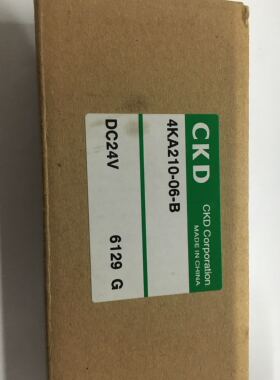 CKD
CKD Corporation
MADE IN CHINA
4KA210-06-B
DC24V 6129 G